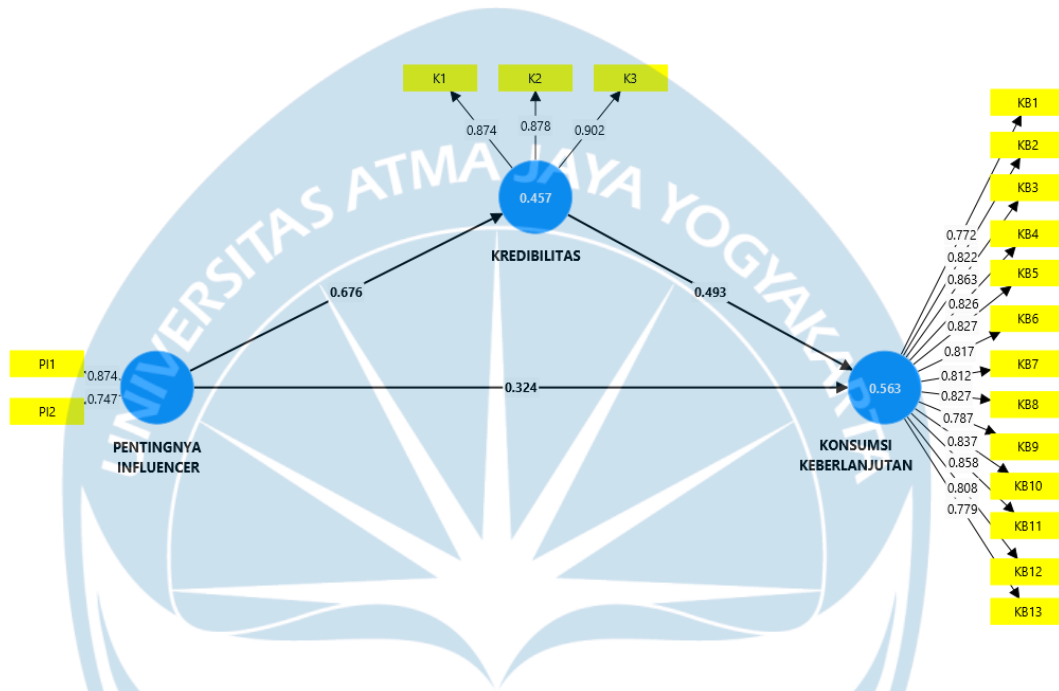 K1
K2
K3
0.874
0.878
0.902
UNIVERSITAS ATMA JAYA YOGYAKARTA
0.457
KREDIBILITAS
0.676
0.493
PI1
PI2
0.874
0.747
PENTINGNYA
INFLUENCER
0.324
0.563
KONSUMSI
KEBERLANJUTAN
0.772
0.822
0.863
0.826
0.827
0.817
0.812
0.827
0.787
0.837
0.858
0.808
0.779
KB1
KB2
KB3
KB4
KB5
KB6
KB7
KB8
KB9
KB10
KB11
KB12
KB13